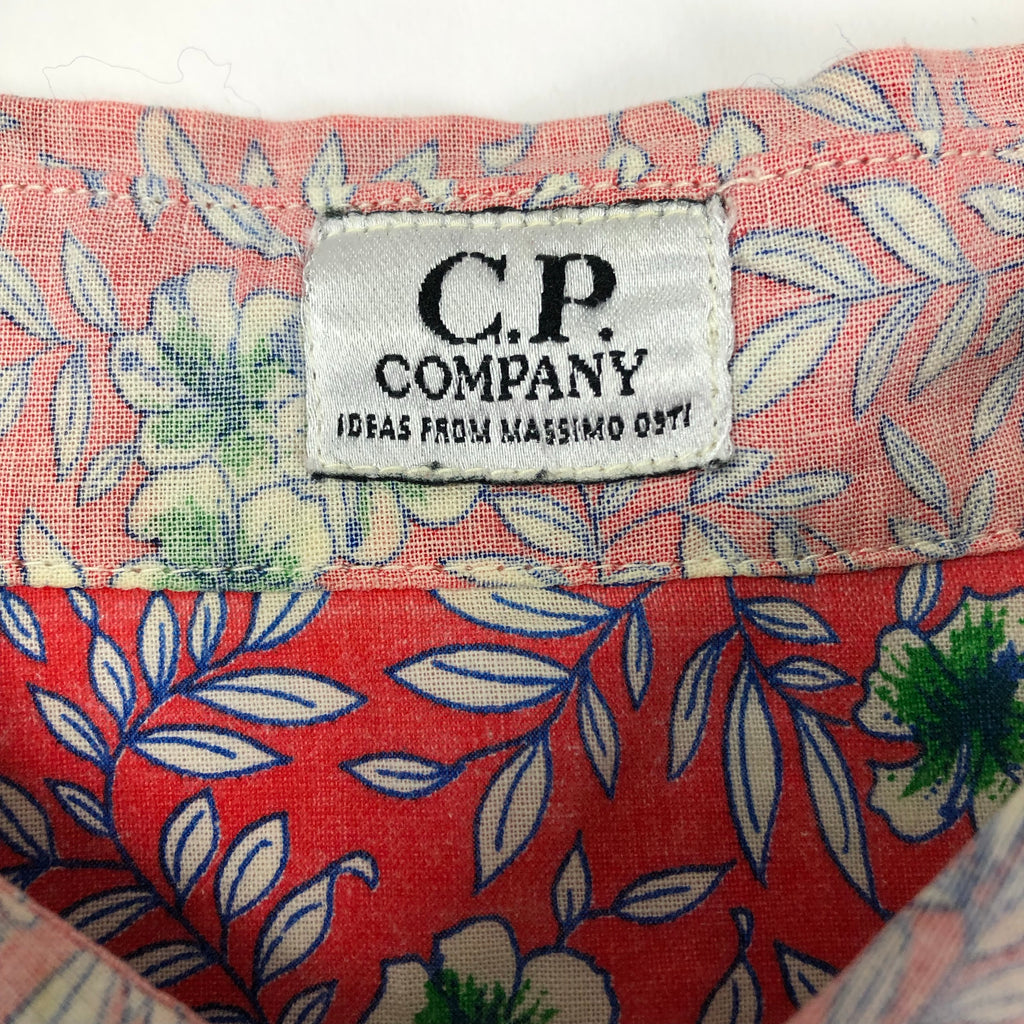 C.P.
COMPANY
IDEAS FROM MASSIMO OSTI